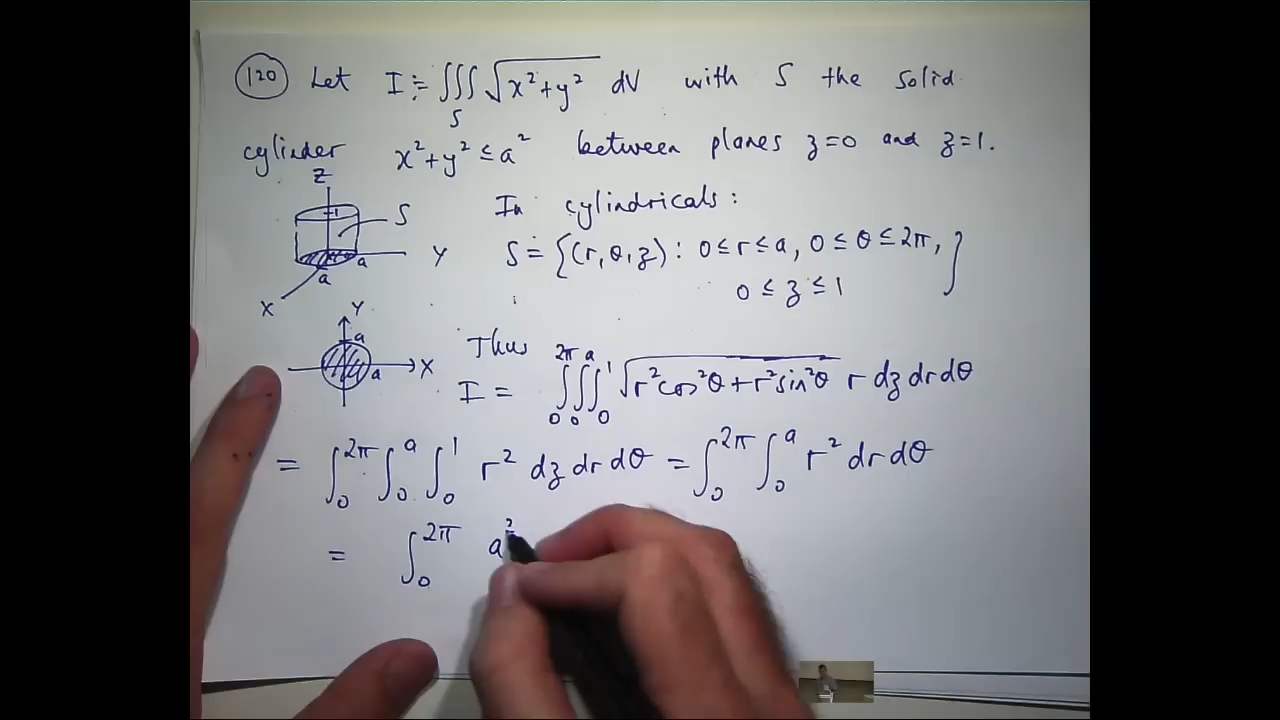 120 Let I := ∭_S √(x²+y²) dV with S the solid
cylinder x²+y² ≤ a² between planes z=0 and z=1.
Z
1
S
Y
a
a
X
In cylindricals:
S = {(r, θ, z) : 0 ≤ r ≤ a, 0 ≤ θ ≤ 2π,
0 ≤ z ≤ 1 }
Y
a
a
X
Thus
I = ∫₀^{2π} ∫₀^a ∫₀^1 √(r²cos²θ + r²sin²θ) r dz dr dθ
= ∫₀^{2π} ∫₀^a ∫₀^1 r² dz dr dθ = ∫₀^{2π} ∫₀^a r² dr dθ
= ∫₀^{2π} a